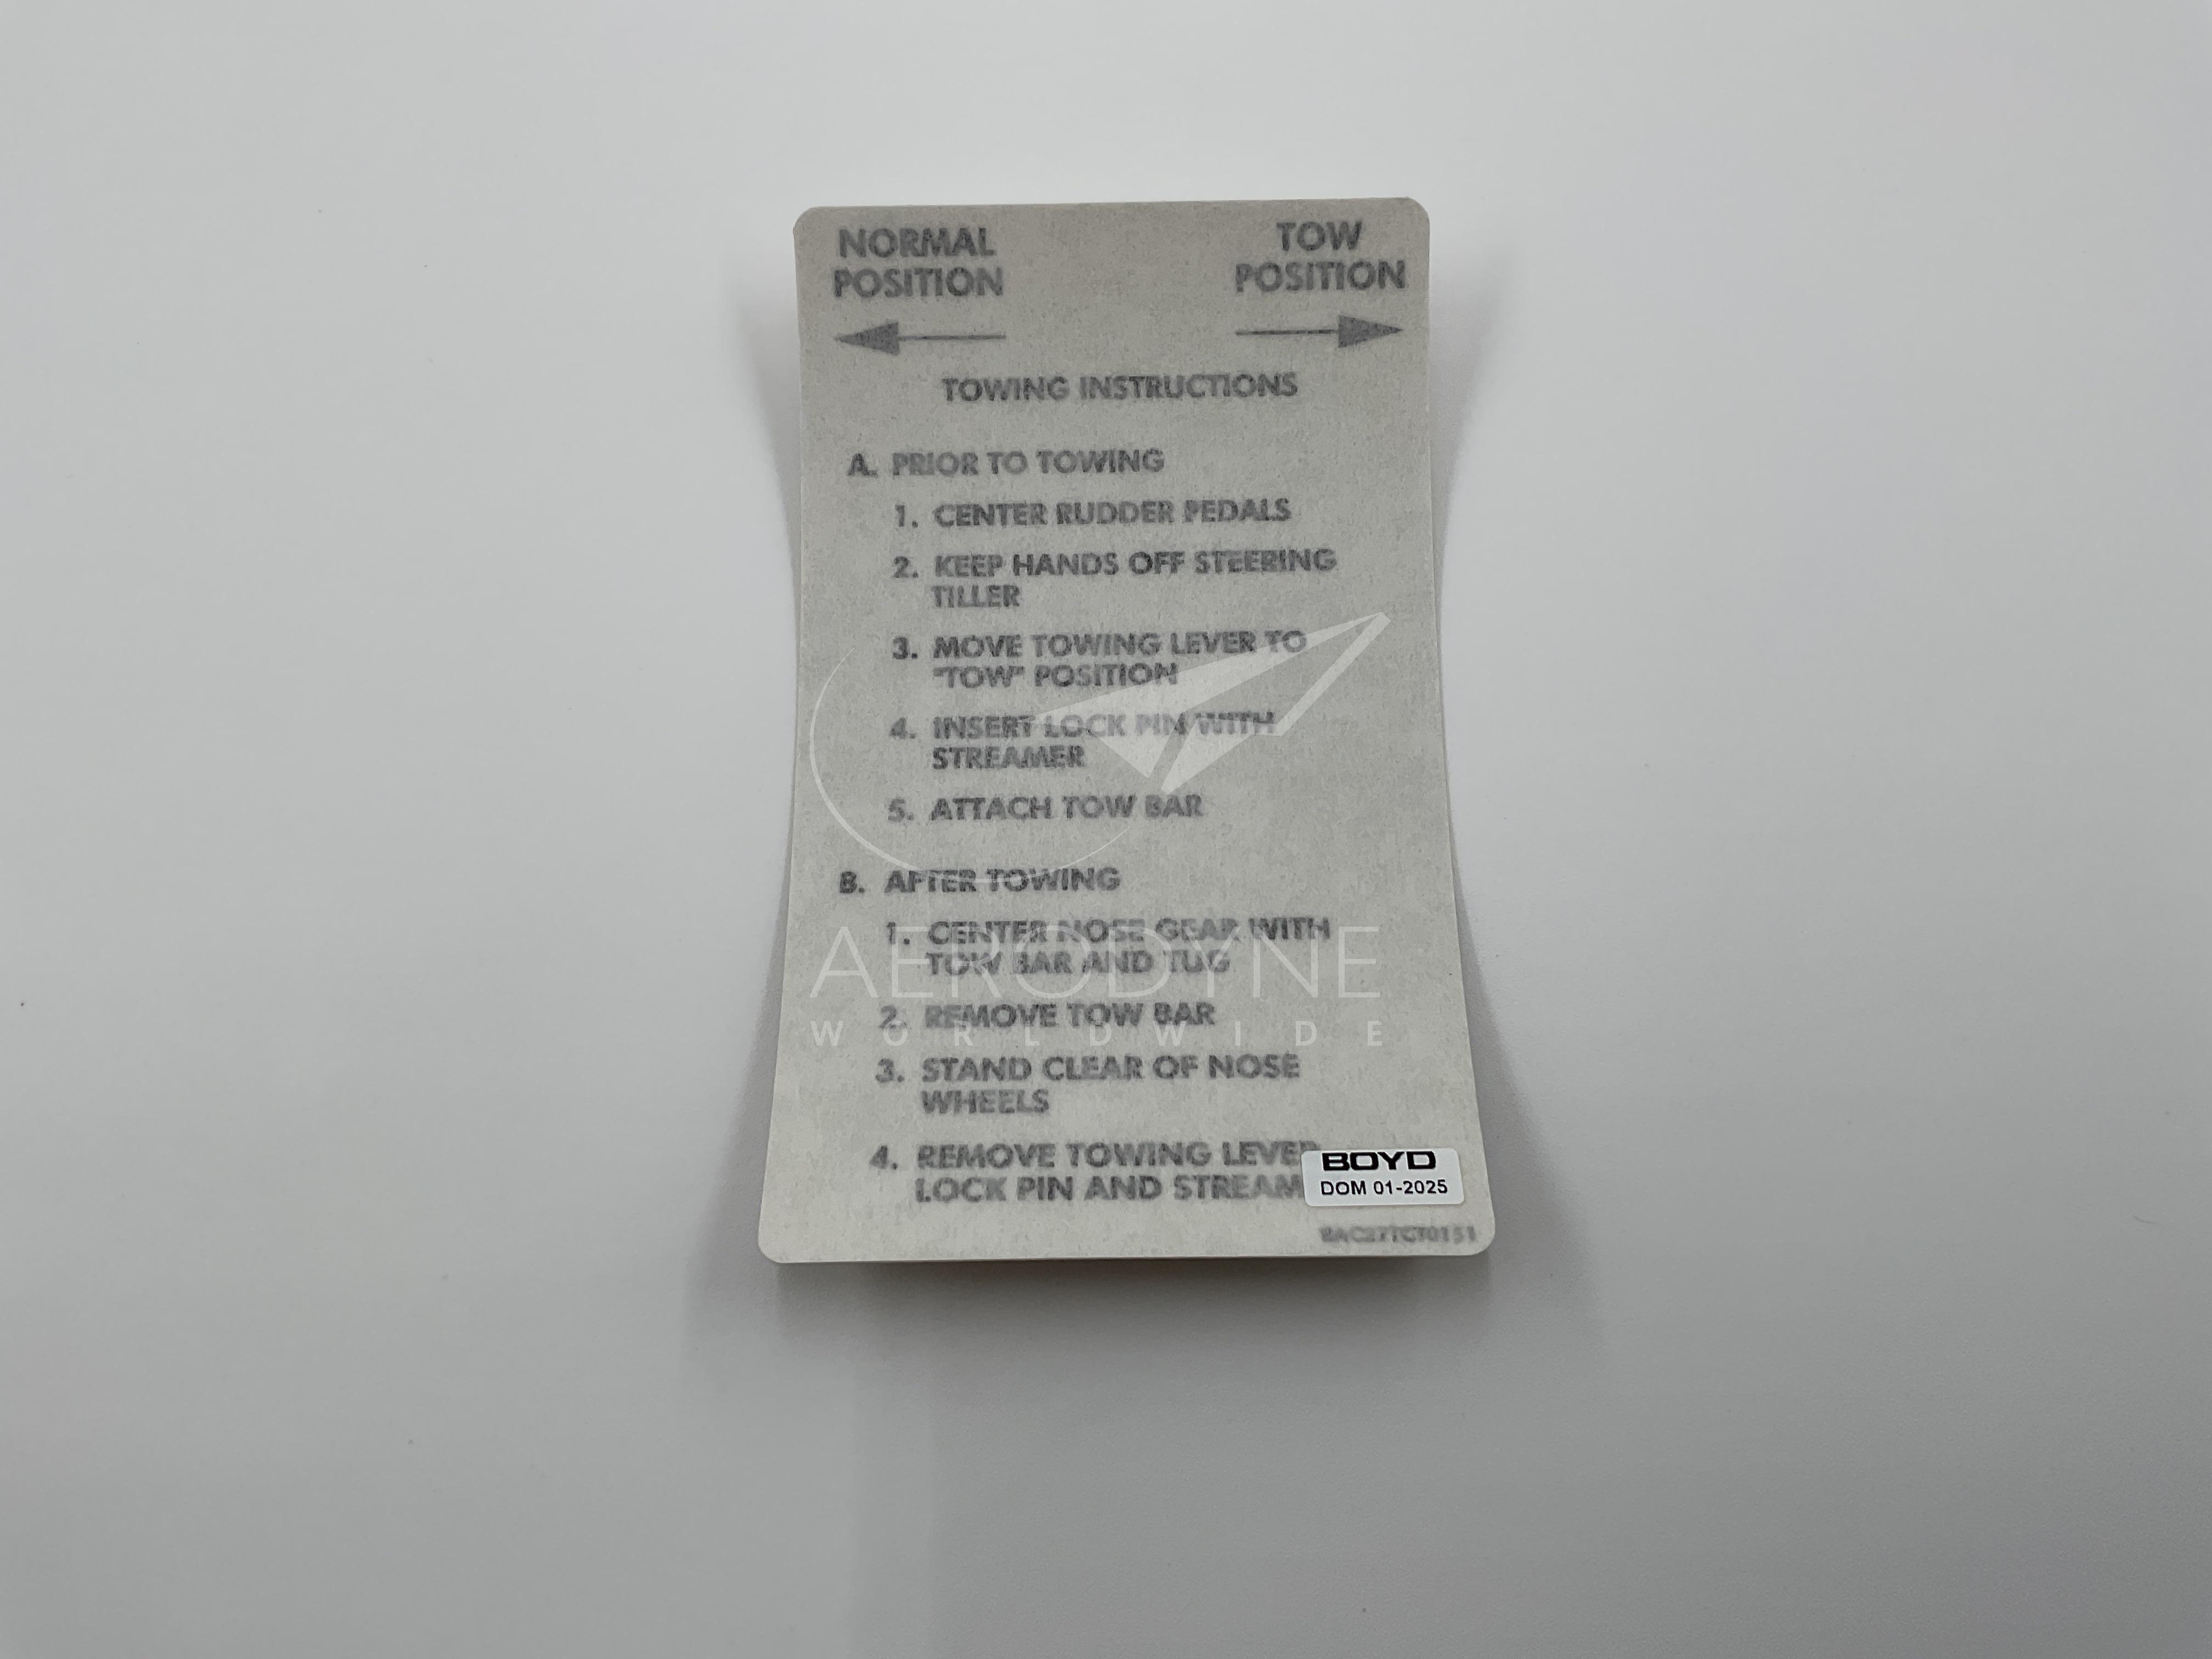 NORMAL
POSITION
TOW
POSITION
TOWING INSTRUCTIONS
A. PRIOR TO TOWING
1. CENTER RUDDER PEDALS
2. KEEP HANDS OFF STEERING
TILLER
3. MOVE TOWING LEVER TO
"TOW" POSITION
4. INSERT LOCK PIN WITH
STREAMER
5. ATTACH TOW BAR
B. AFTER TOWING
1. CENTER NOSE GEAR WITH
TOW BAR AND TUG
2. REMOVE TOW BAR
3. STAND CLEAR OF NOSE
WHEELS
4. REMOVE TOWING LEVER
LOCK PIN AND STREAM
BOYD
DOM 01-2025
BAC27TCT0151
AERODYNE
WORLDWIDE